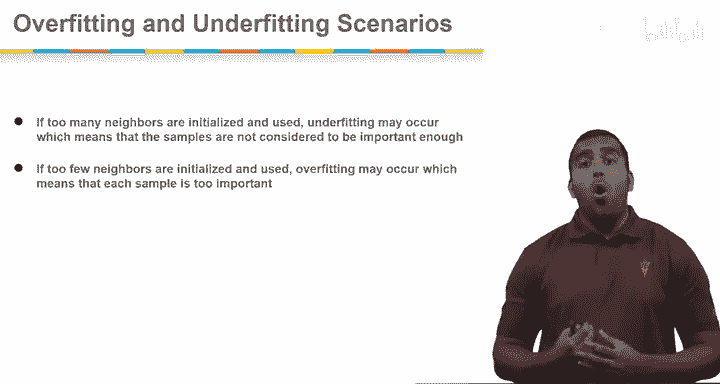 Overfitting and Underfitting Scenarios
bilibili
If too many neighbors are initialized and used, underfitting may occur
which means that the samples are not considered to be important enough
If too few neighbors are initialized and used, overfitting may occur which
means that each sample is too important